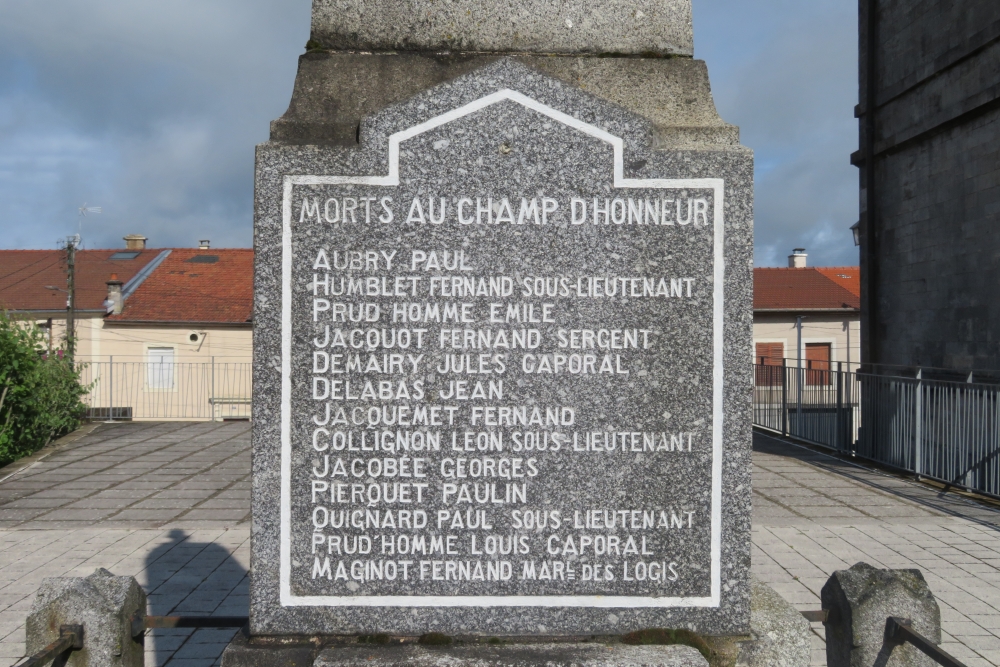 MORTS AU CHAMP D'HONNEUR
AUBRY PAUL
HUMBLET FERNAND SOUS-LIEUTENANT
PRUD HOMME EMILE
JACQUOT FERNAND SERGENT
DEMAIRY JULES CAPORAL
DELABAS JEAN
JACQUEMET FERNAND
COLLIGNON LEON SOUS-LIEUTENANT
JACOBÉE GEORGES
PIERQUET PAULIN
QUIGNARD PAUL SOUS-LIEUTENANT
PRUD'HOMME LOUIS CAPORAL
MAGINOT FERNAND MARL DES LOGIS